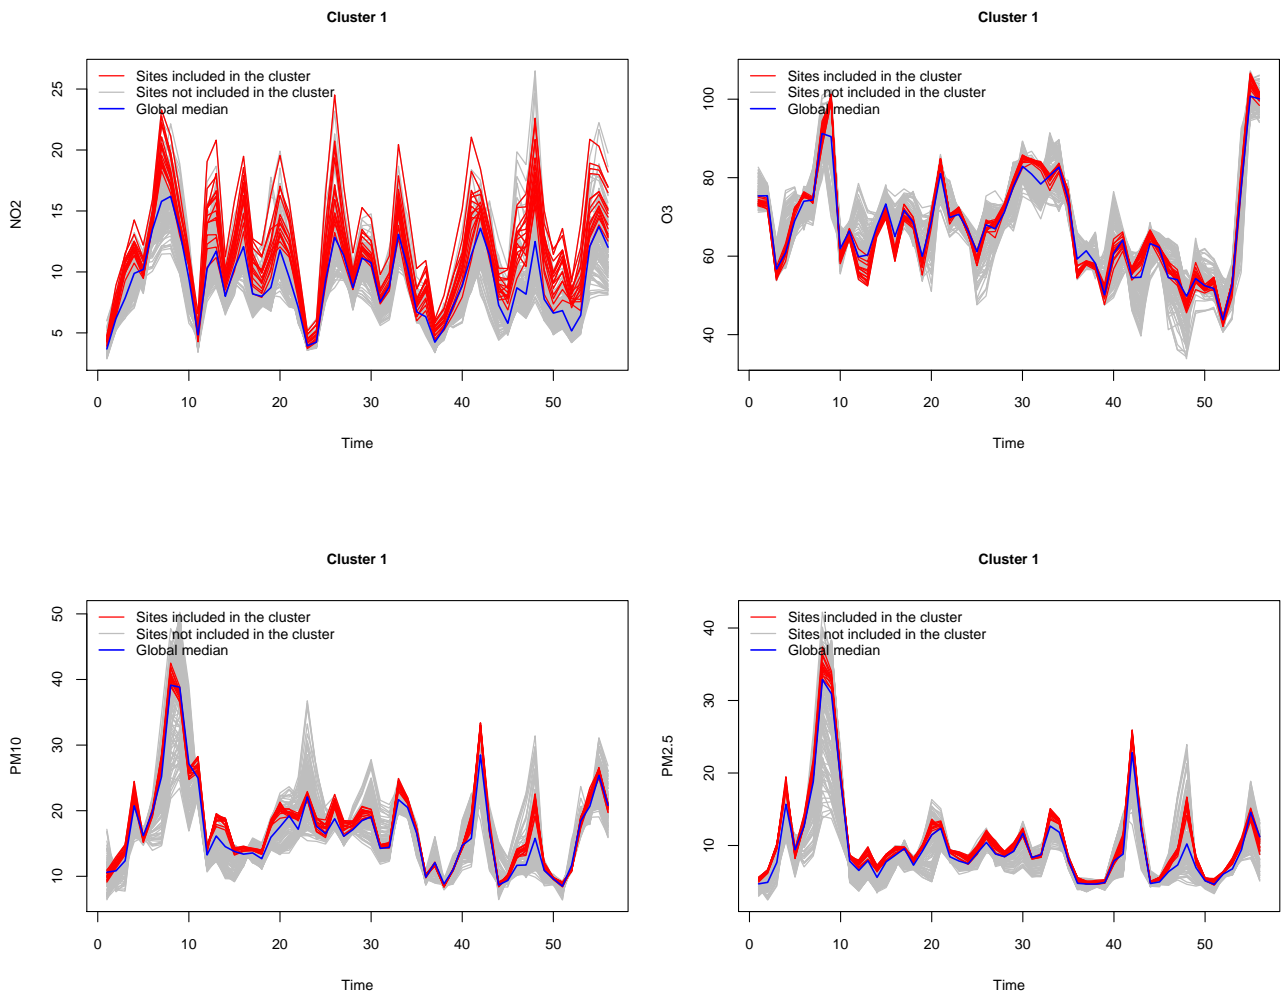 Cluster 1
Sites included in the cluster
Sites not included in the cluster
Global median
NO2
25
20
15
10
5
0 10 20 30 40 50
Time
Cluster 1
Sites included in the cluster
Sites not included in the cluster
Global median
O3
100
80
60
40
0 10 20 30 40 50
Time
Cluster 1
Sites included in the cluster
Sites not included in the cluster
Global median
PM10
50
40
30
20
10
0 10 20 30 40 50
Time
Cluster 1
Sites included in the cluster
Sites not included in the cluster
Global median
PM2.5
40
30
20
10
0 10 20 30 40 50
Time